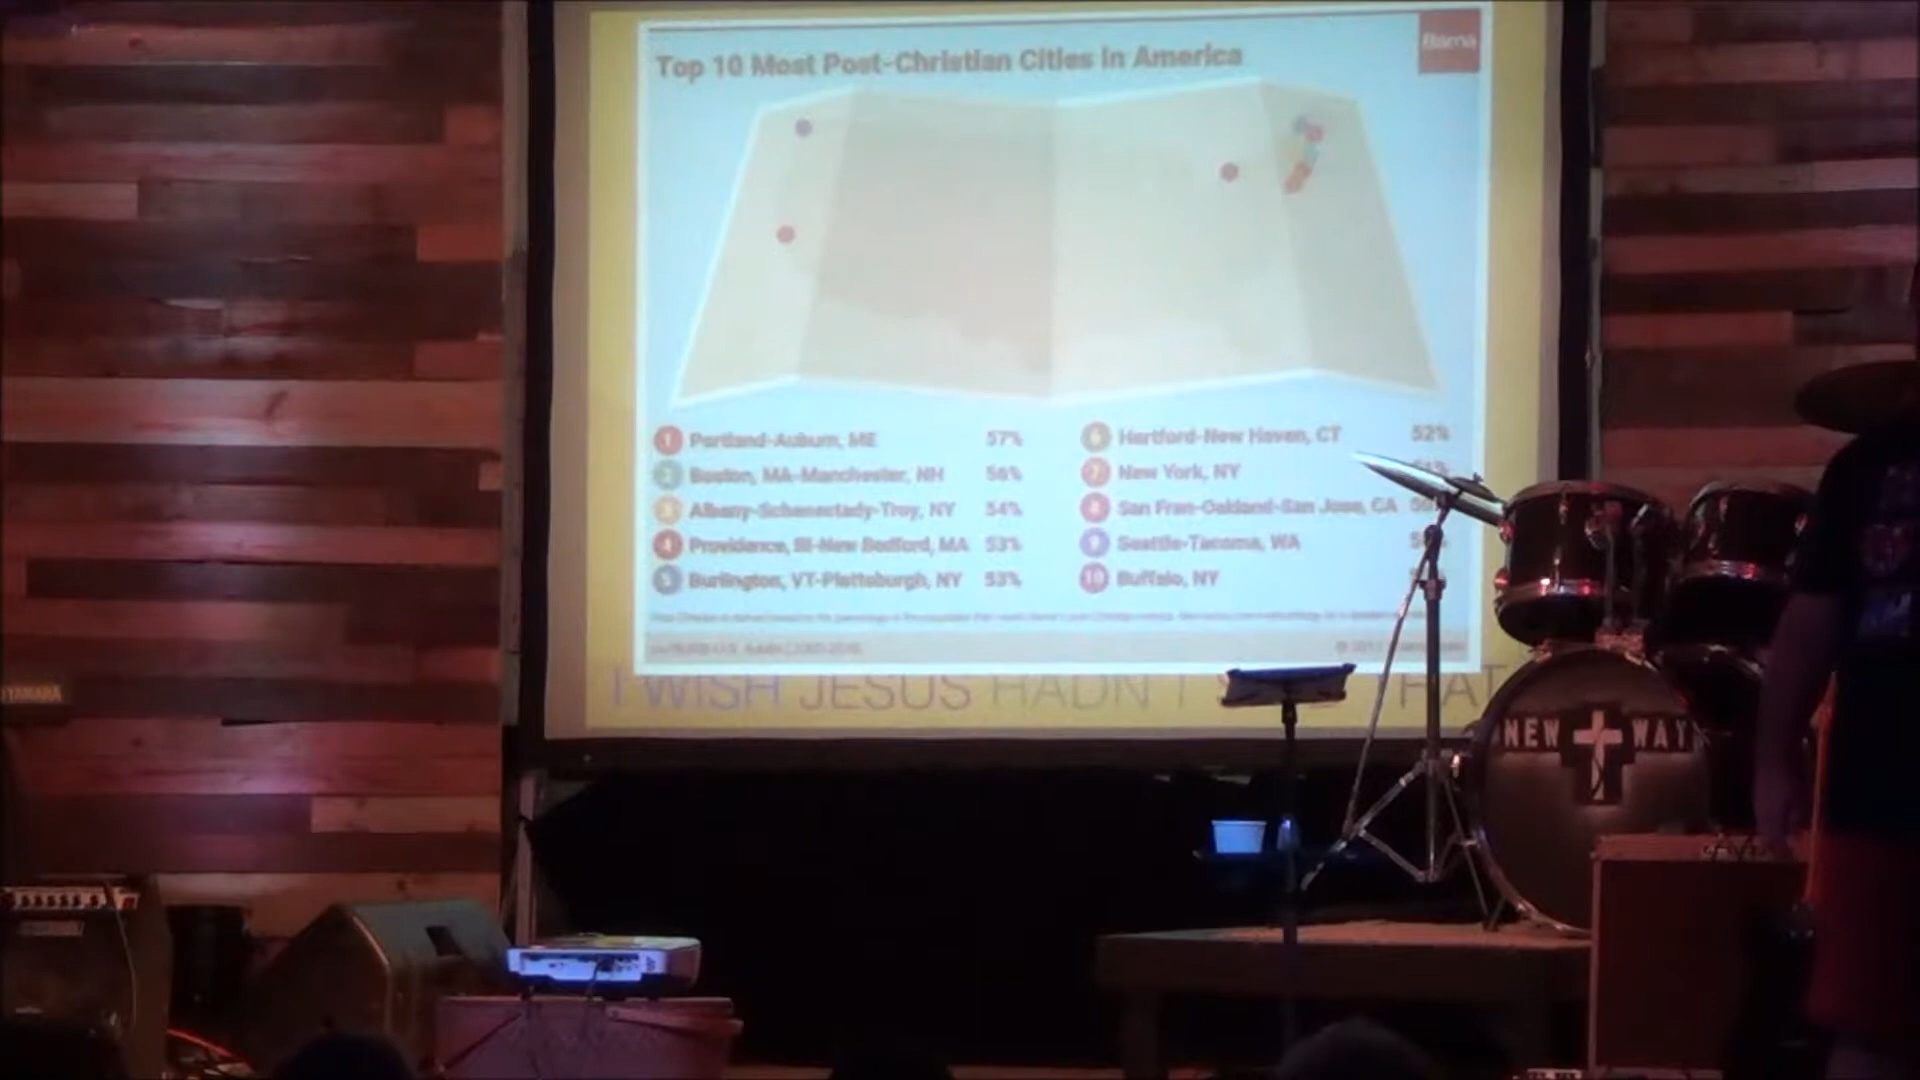 Barna
Top 10 Most Post-Christian Cities in America
1 Portland-Auburn, ME 57%
2 Boston, MA-Manchester, NH 56%
3 Albany-Schenectady-Troy, NY 54%
4 Providence, RI-New Bedford, MA 53%
5 Burlington, VT-Plattsburgh, NY 53%
6 Hartford-New Haven, CT 52%
7 New York, NY
8 San Fran-Oakland-San Jose, CA
9 Seattle-Tacoma, WA
10 Buffalo, NY
I WISH JESUS HADN'T
YAMAHA
NEW WAY